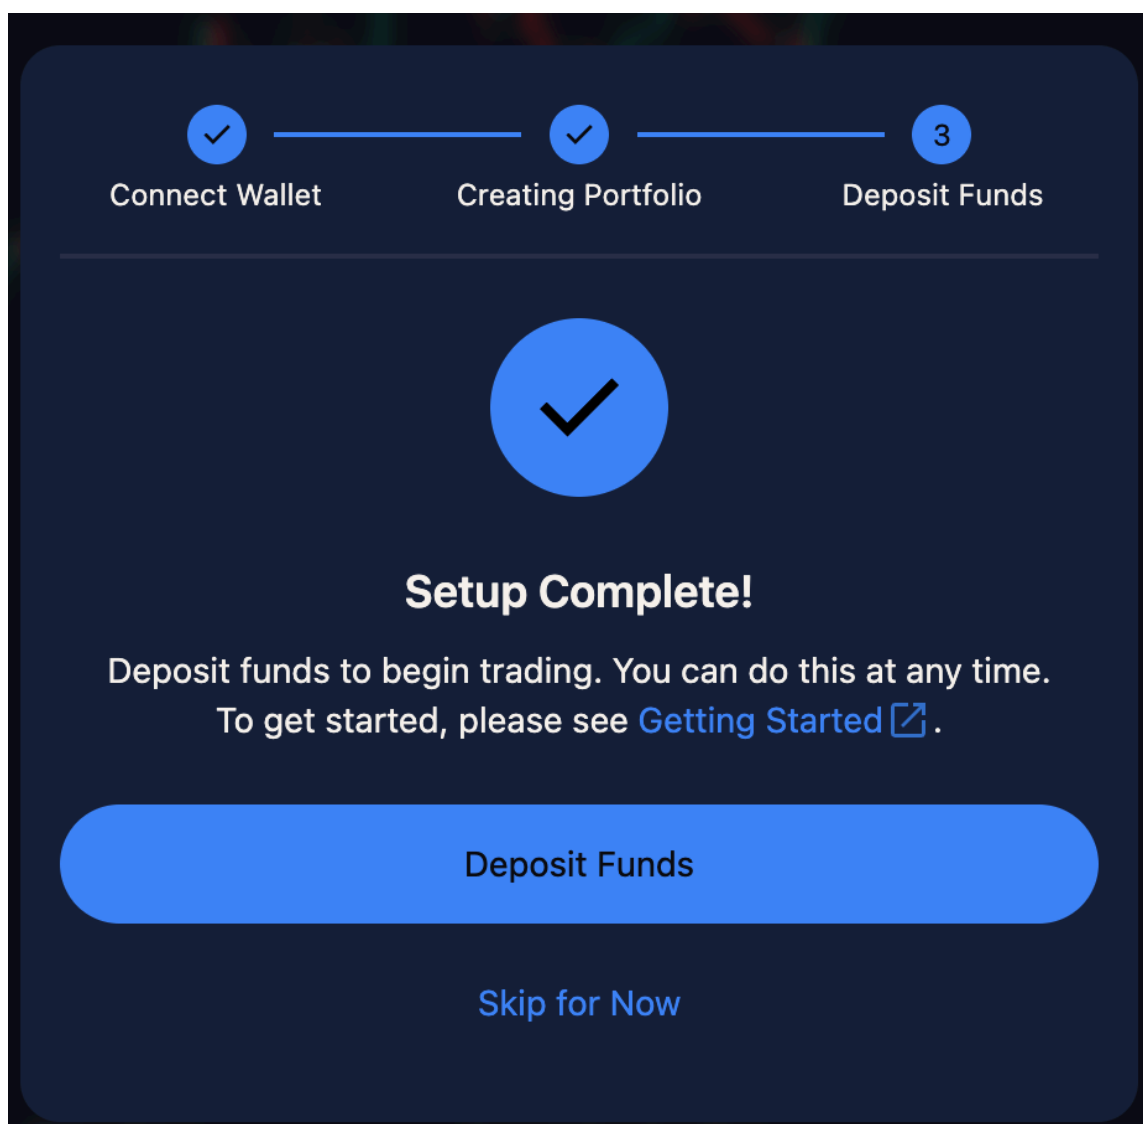 3
Connect Wallet Creating Portfolio Deposit Funds
Setup Complete!
Deposit funds to begin trading. You can do this at any time.
To get started, please see Getting Started.
Deposit Funds
Skip for Now